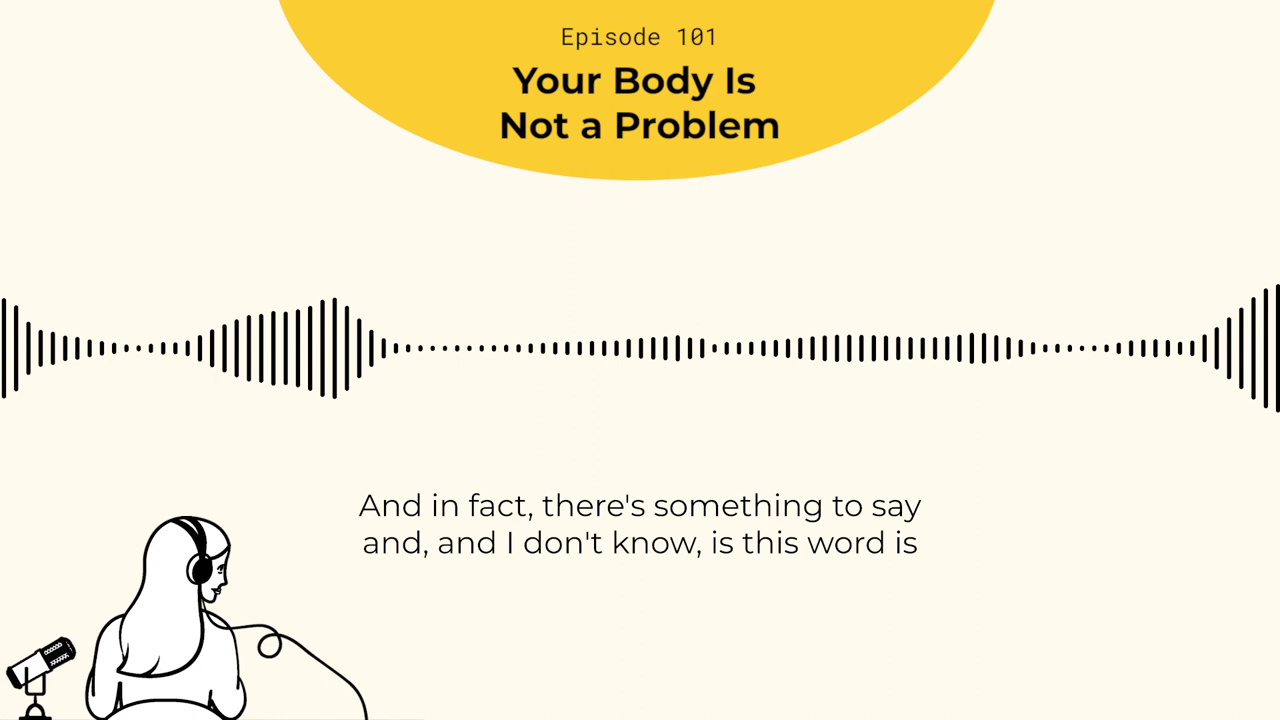 Episode 101
Your Body Is
Not a Problem
And in fact, there's something to say
and, and I don't know, is this word is